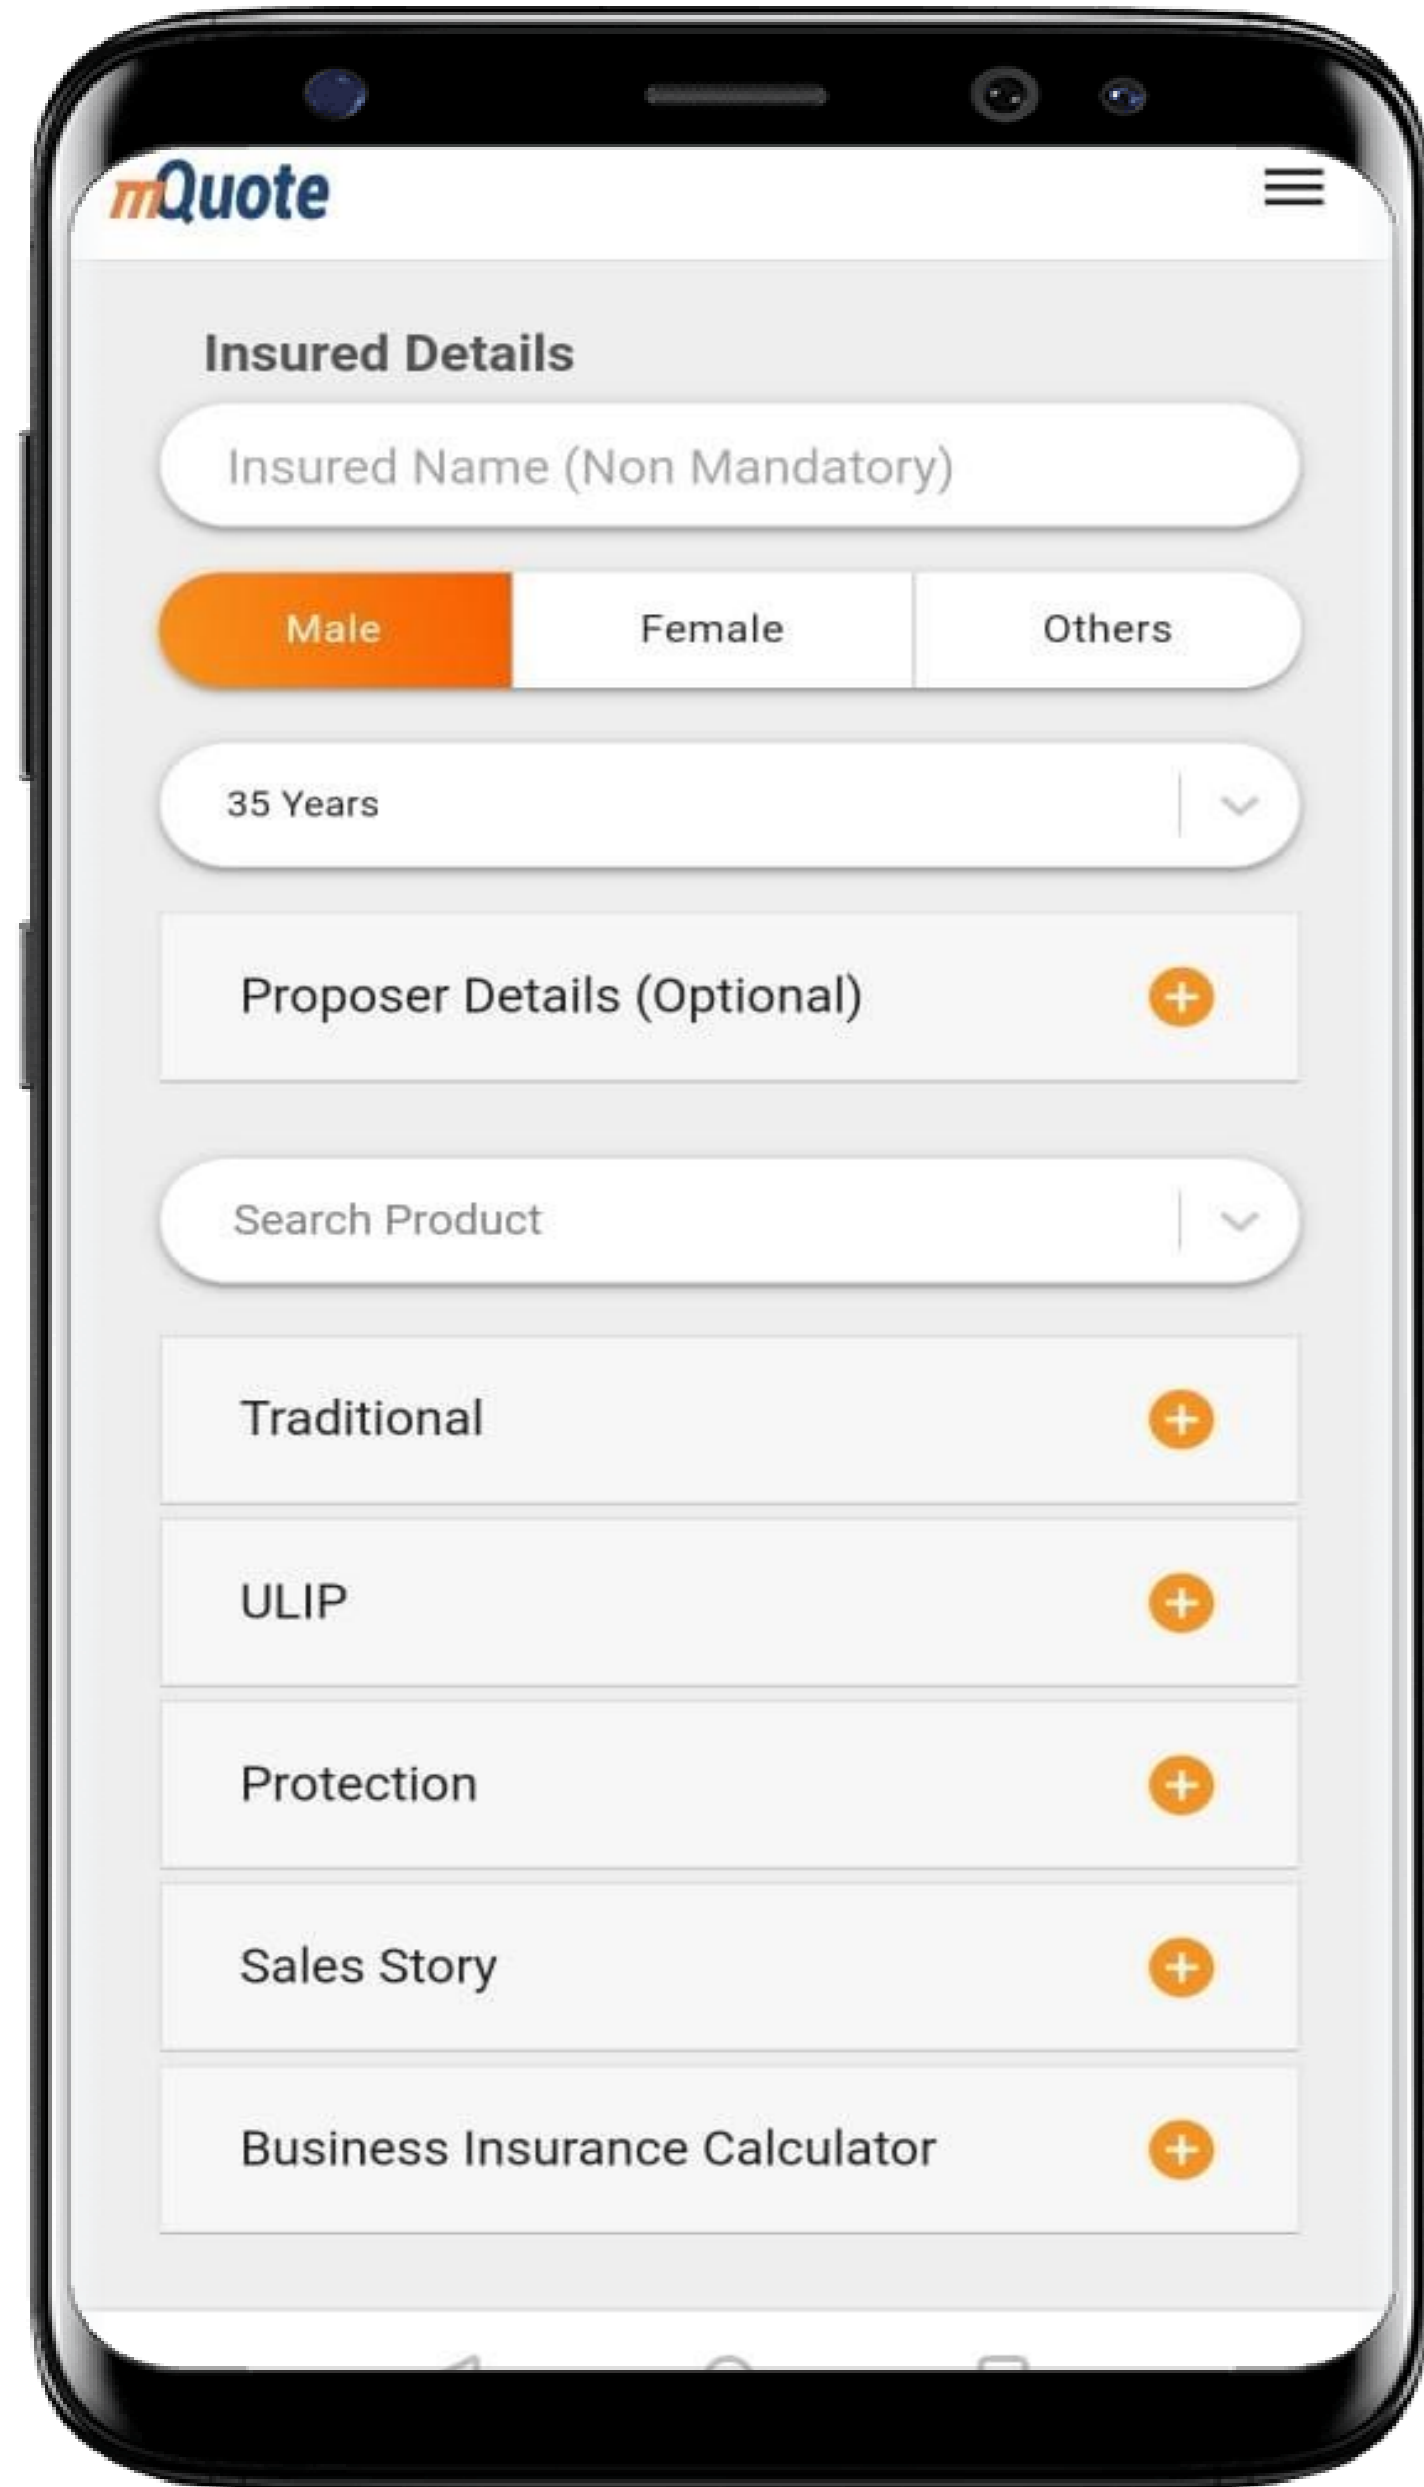 mQuote
Insured Details
Insured Name (Non Mandatory)
Male Female Others
35 Years
Proposer Details (Optional)
Search Product
Traditional
ULIP
Protection
Sales Story
Business Insurance Calculator